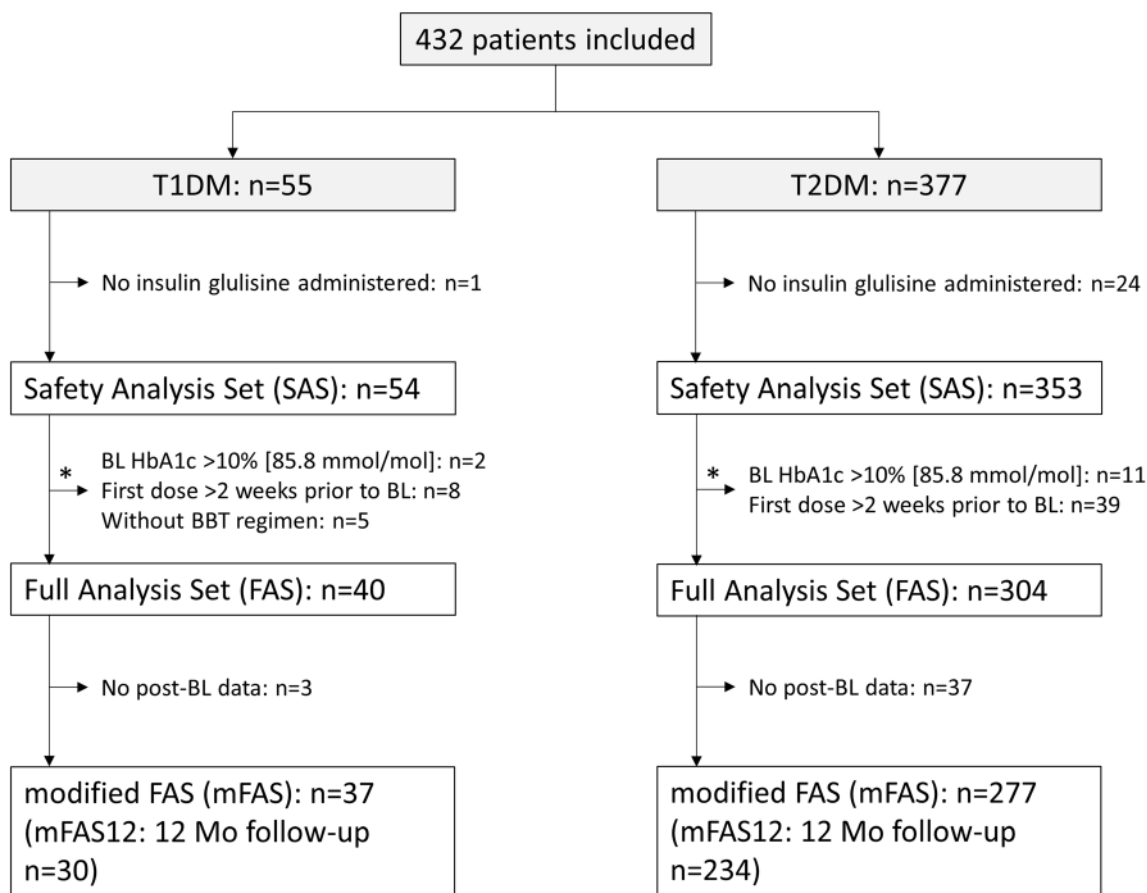 432 patients included
T1DM: n=55
T2DM: n=377
No insulin glulisine administered: n=1
No insulin glulisine administered: n=24
Safety Analysis Set (SAS): n=54
Safety Analysis Set (SAS): n=353
*
BL HbA1c >10% [85.8 mmol/mol]: n=2
First dose >2 weeks prior to BL: n=8
Without BBT regimen: n=5
*
BL HbA1c >10% [85.8 mmol/mol]: n=11
First dose >2 weeks prior to BL: n=39
Full Analysis Set (FAS): n=40
Full Analysis Set (FAS): n=304
No post-BL data: n=3
No post-BL data: n=37
modified FAS (mFAS): n=37
(mFAS12: 12 Mo follow-up
n=30)
modified FAS (mFAS): n=277
(mFAS12: 12 Mo follow-up
n=234)